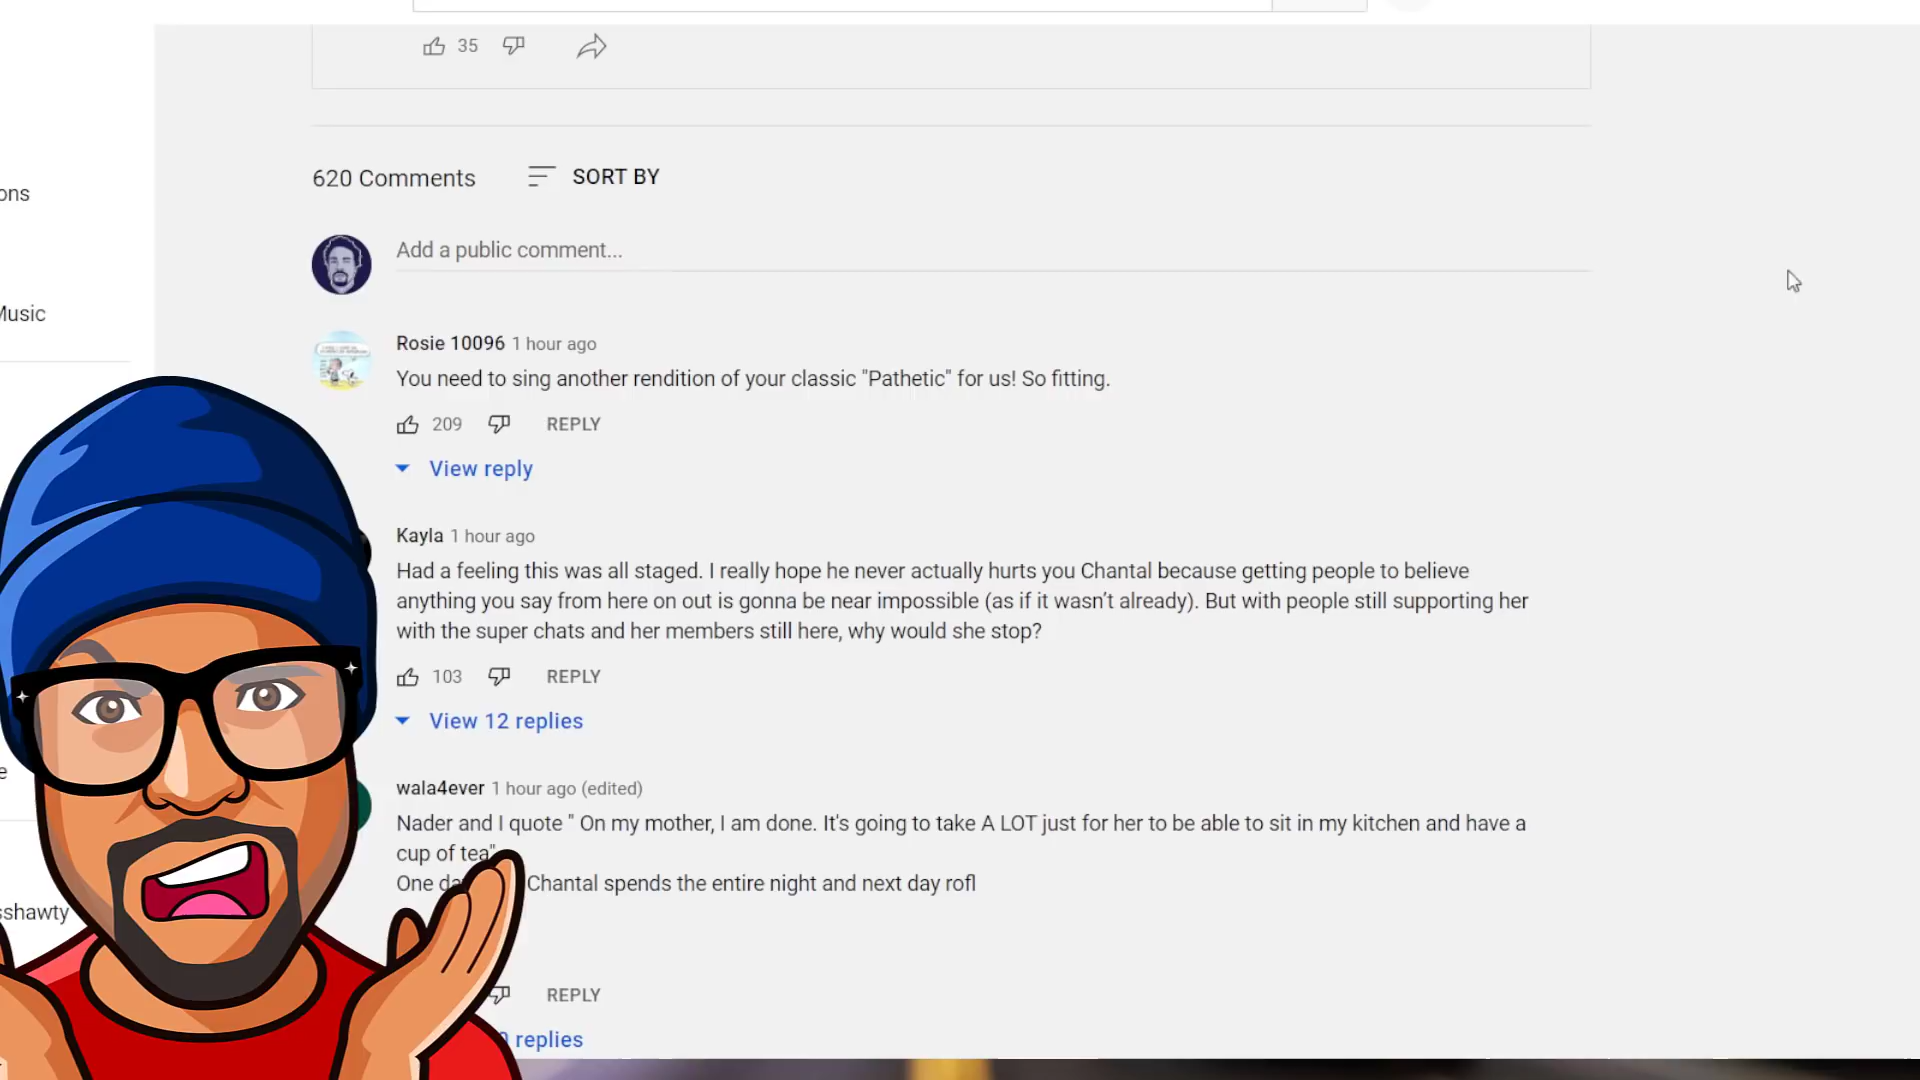 35
620 Comments
SORT BY
ons
Add a public comment...
Music
Rosie 10096 1 hour ago
You need to sing another rendition of your classic "Pathetic" for us! So fitting.
209 REPLY
View reply
Kayla 1 hour ago
Had a feeling this was all staged. I really hope he never actually hurts you Chantal because getting people to believe
anything you say from here on out is gonna be near impossible (as if it wasn't already). But with people still supporting her
with the super chats and her members still here, why would she stop?
103 REPLY
View 12 replies
wala4ever 1 hour ago (edited)
Nader and I quote " On my mother, I am done. It's going to take A LOT just for her to be able to sit in my kitchen and have a
cup of tea"
One Chantal spends the entire night and next day rofl
sshawty
REPLY
replies